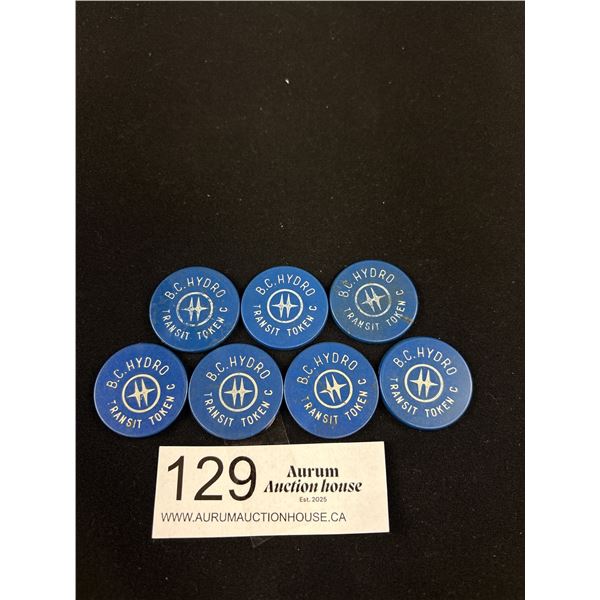 B.C. HYDRO
TRANSIT TOKEN C
B.C. HYDRO
TRANSIT TOKEN C
B.C. HYDRO
TRANSIT TOKEN C
B.C. HYDRO
TRANSIT TOKEN C
B.C. HYDRO
TRANSIT TOKEN C
B.C. HYDRO
TRANSIT TOKEN C
B.C. HYDRO
TRANSIT TOKEN C
129
Aurum
Auction house
Est. 2025
WWW.AURUMAUCTIONHOUSE.CA